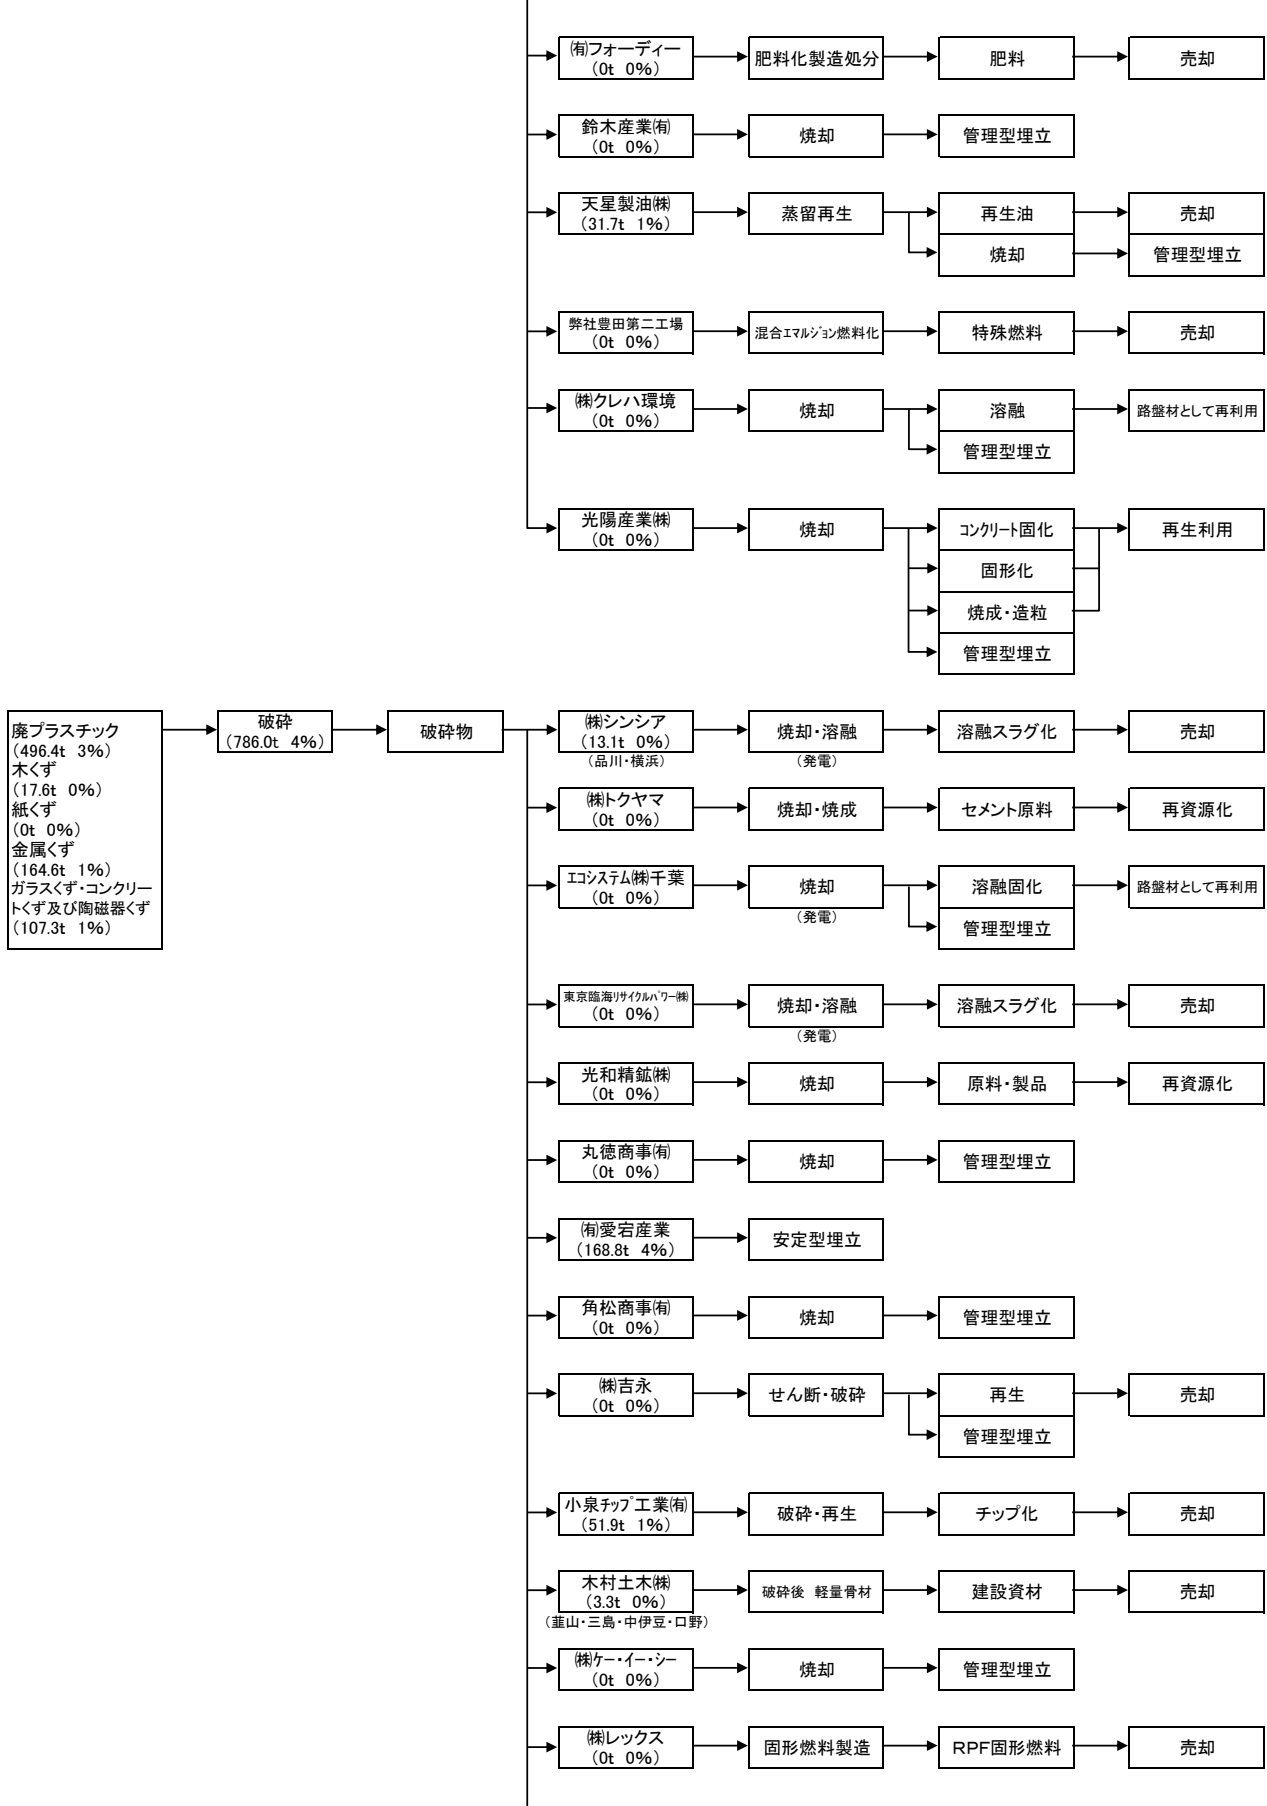 ㈲フォーディー
（0t 0%）
肥料化製造処分
肥料
売却
鈴木産業㈲
（0t 0%）
焼却
管理型埋立
天星製油㈱
（31.7t 1%）
蒸留再生
再生油
売却
焼却
管理型埋立
弊社豊田第二工場
（0t 0%）
混合ｴﾏﾙｼﾞｮﾝ燃料化
特殊燃料
売却
㈱クレハ環境
（0t 0%）
焼却
溶融
路盤材として再利用
管理型埋立
光陽産業㈱
（0t 0%）
焼却
ｺﾝｸﾘｰﾄ固化
再生利用
固形化
焼成・造粒
管理型埋立
廃プラスチック
（496.4t 3%）
木くず
（17.6t 0%）
紙くず
（0t 0%）
金属くず
（164.6t 1%）
ガラスくず・コンクリー
トくず及び陶磁器くず
（107.3t 1%）
破砕
（786.0t 4%）
破砕物
㈱シンシア
（13.1t 0%）
（品川・横浜）
焼却・溶融
（発電）
溶融スラグ化
売却
㈱トクヤマ
（0t 0%）
焼却・焼成
セメント原料
再資源化
ｴｺｼｽﾃﾑ㈱千葉
（0t 0%）
焼却
（発電）
溶融固化
路盤材として再利用
管理型埋立
東京臨海ﾘｻｲｸﾙﾊﾟﾜｰ㈱
（0t 0%）
焼却・溶融
（発電）
溶融スラグ化
売却
光和精鉱㈱
（0t 0%）
焼却
原料・製品
再資源化
丸徳商事㈲
（0t 0%）
焼却
管理型埋立
㈲愛宕産業
（168.8t 4%）
安定型埋立
角松商事㈲
（0t 0%）
焼却
管理型埋立
㈱吉永
（0t 0%）
せん断・破砕
再生
売却
管理型埋立
小泉ﾁｯﾌﾟ工業㈲
（51.9t 1%）
破砕・再生
チップ化
売却
木村土木㈱
（3.3t 0%）
（韮山・三島・中伊豆・口野）
破砕後 軽量骨材
建設資材
売却
㈱ｹｰ・ｲｰ・ｼｰ
（0t 0%）
焼却
管理型埋立
㈱レックス
（0t 0%）
固形燃料製造
ＲＰＦ固形燃料
売却